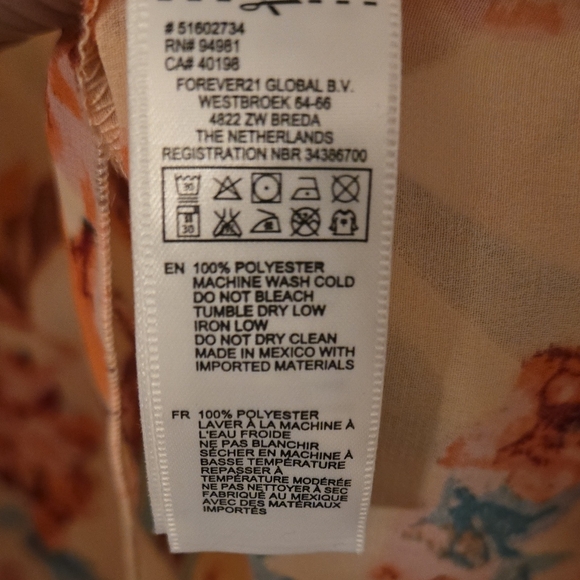 # 51602734
RN# 94981
CA# 40198
FOREVER21 GLOBAL B.V.
WESTBROEK 64-66
4822 ZW BREDA
THE NETHERLANDS
REGISTRATION NBR 34386700
30
30
EN 100% POLYESTER
MACHINE WASH COLD
DO NOT BLEACH
TUMBLE DRY LOW
IRON LOW
DO NOT DRY CLEAN
MADE IN MEXICO WITH
IMPORTED MATERIALS
FR 100% POLYESTER
LAVER À LA MACHINE À
L'EAU FROIDE
NE PAS BLANCHIR
SÉCHER EN MACHINE À
BASSE TEMPÉRATURE
REPASSER À
TEMPÉRATURE MODÉRÉE
NE PAS NETTOYER À SEC
FABRIQUÉ AU MEXIQUE
AVEC DES MATÉRIAUX
IMPORTÉS